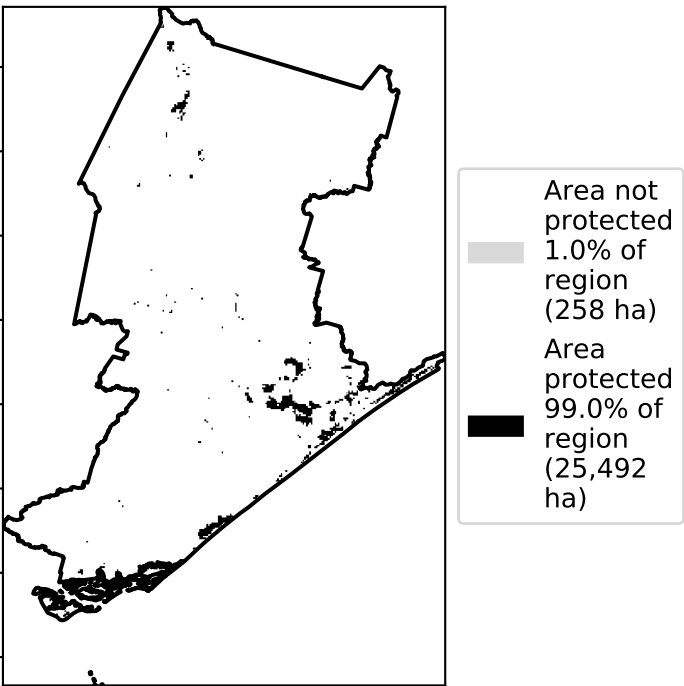 Area not
protected
1.0% of
region
(258 ha)
Area
protected
99.0% of
region
(25,492
ha)